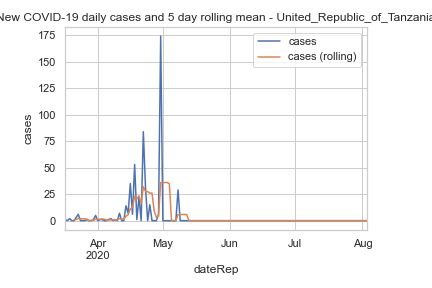 New COVID-19 daily cases and 5 day rolling mean - United_Republic_of_Tanzania
cases
cases (rolling)
175
150
125
100
75
50
25
0
cases
Apr
2020
May
Jun
Jul
Aug
dateRep